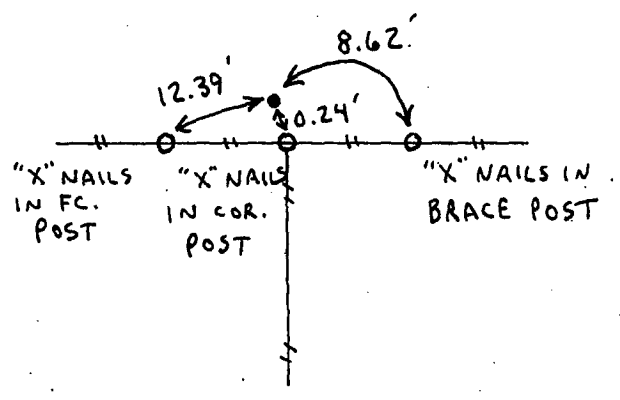 8.62'
12.39'
0.24'
"X" NAILS
IN FC.
POST
"X" NAILS
IN COR.
POST
"X" NAILS IN
BRACE POST